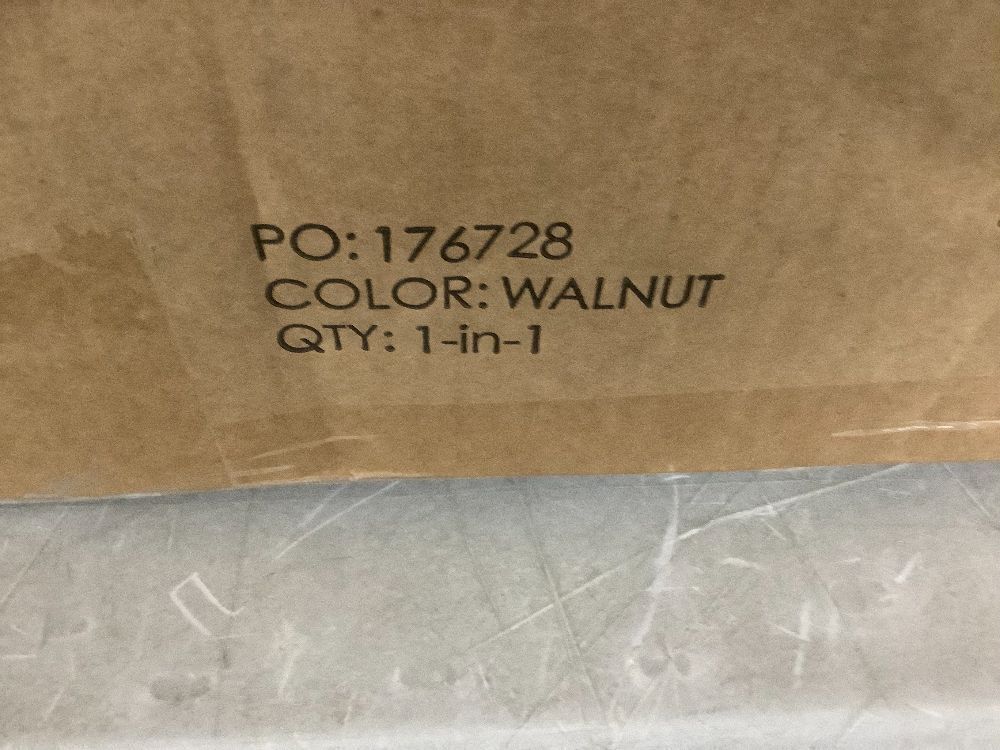 PO: 176728
COLOR: WALNUT
QTY: 1-in-1